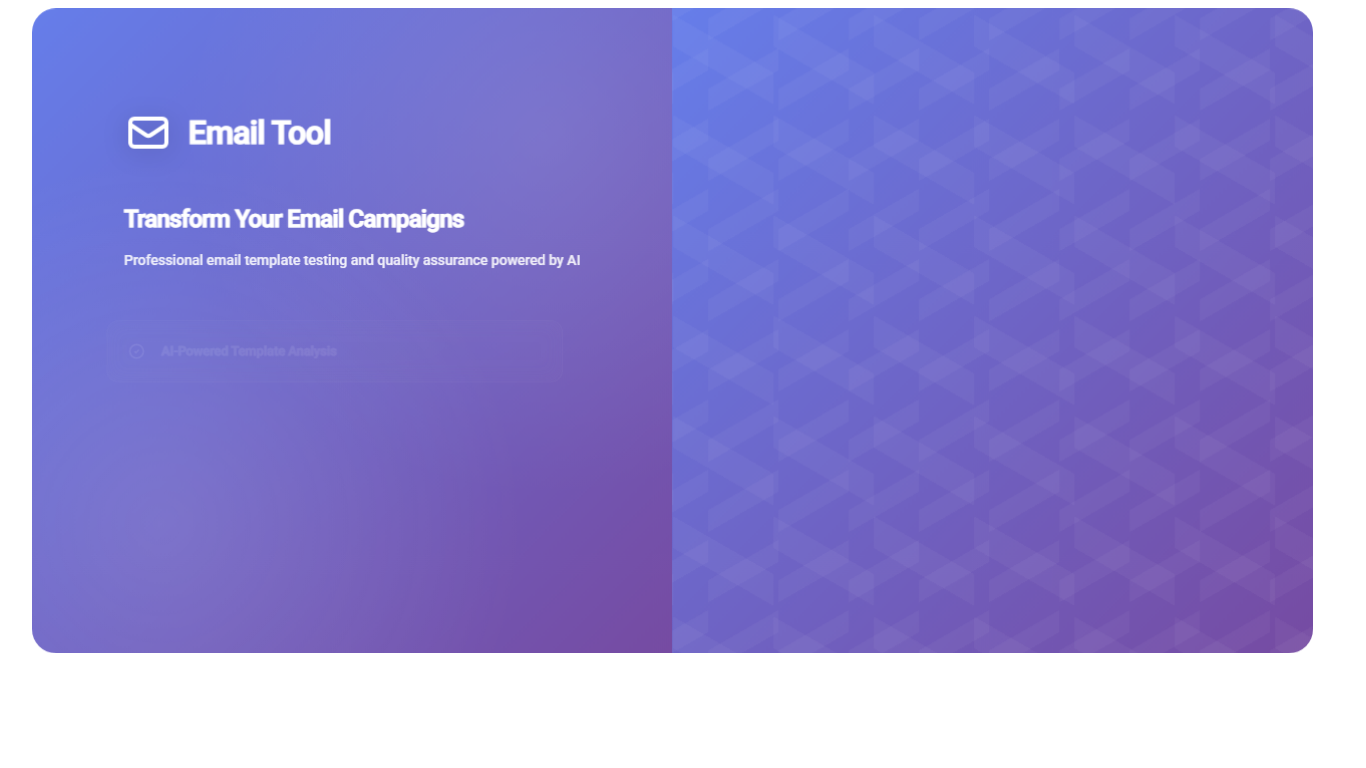 Email Tool
Transform Your Email Campaigns
Professional email template testing and quality assurance powered by AI
AI-Powered Template Analysis